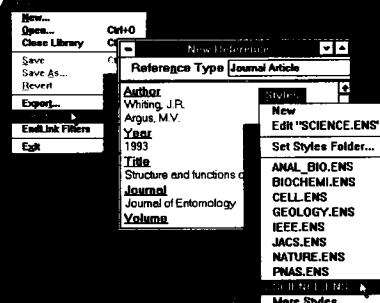 New...
Open... Ctrl+O
Close Library
Save
Save As...
Revert
Export...
EndLink Filters
Exit
New Reference
Reference Type Journal Article
Author
Whiting, J.R.
Argus, M.V.
Year
1993
Title
Structure and functions o
Journal
Journal of Entomology
Volume
Styles
New
Edit "SCIENCE.ENS"
Set Styles Folder...
ANAL_BIO.ENS
BIOCHEMI.ENS
CELL.ENS
GEOLOGY.ENS
IEEE.ENS
JACS.ENS
NATURE.ENS
PNAS.ENS
SCIENCE.ENS
More Styles